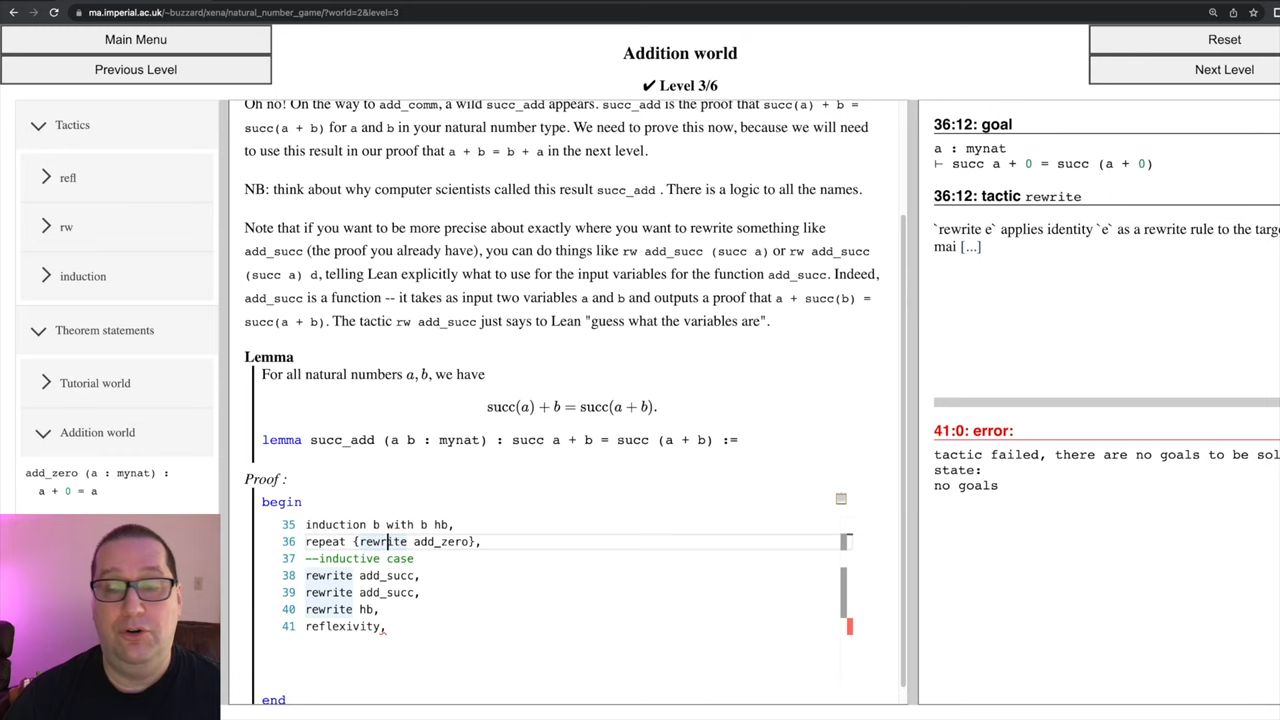 ma.imperial.ac.uk/~buzzard/xena/natural_number_game/?world=2&level=3
Main Menu
Previous Level
Addition world
✔ Level 3/6
Reset
Next Level
Tactics
refl
rw
induction
Theorem statements
Tutorial world
Addition world
add_zero (a : mynat) :
a + 0 = a
Oh no! On the way to add_comm, a wild succ_add appears. succ_add is the proof that succ(a) + b =
succ(a + b) for a and b in your natural number type. We need to prove this now, because we will need
to use this result in our proof that a + b = b + a in the next level.
NB: think about why computer scientists called this result succ_add . There is a logic to all the names.
Note that if you want to be more precise about exactly where you want to rewrite something like
add_succ (the proof you already have), you can do things like rw add_succ (succ a) or rw add_succ
(succ a) d, telling Lean explicitly what to use for the input variables for the function add_succ. Indeed,
add_succ is a function -- it takes as input two variables a and b and outputs a proof that a + succ(b) =
succ(a + b). The tactic rw add_succ just says to Lean "guess what the variables are".
Lemma
For all natural numbers a, b, we have
succ(a) + b = succ(a + b).
lemma succ_add (a b : mynat) : succ a + b = succ (a + b) :=
Proof :
begin
35 induction b with b hb,
36 repeat {rewrite add_zero},
37 --inductive case
38 rewrite add_succ,
39 rewrite add_succ,
40 rewrite hb,
41 reflexivity,
end
36:12: goal
a : mynat
⊢ succ a + 0 = succ (a + 0)
36:12: tactic rewrite
`rewrite e` applies identity `e` as a rewrite rule to the targe
mai [...]
41:0: error:
tactic failed, there are no goals to be sol
state:
no goals